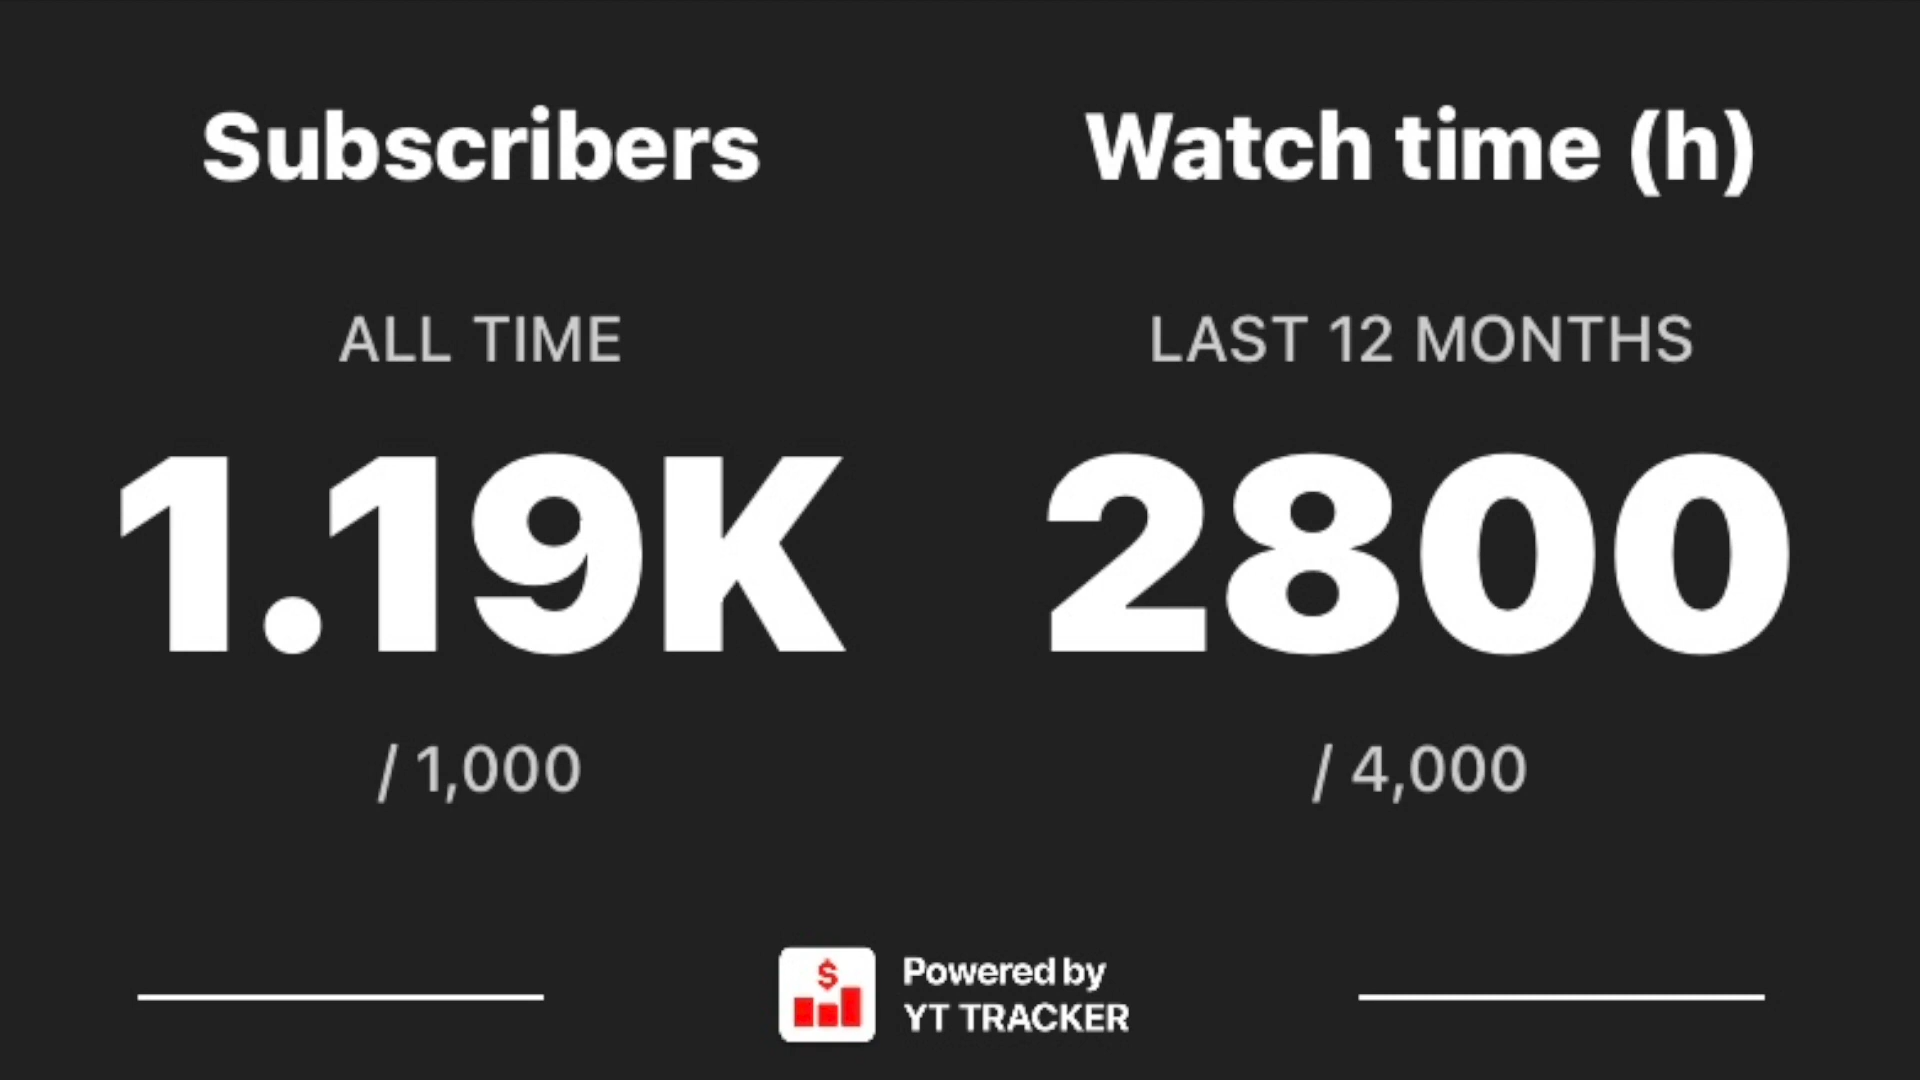 Subscribers
Watch time (h)
ALL TIME
LAST 12 MONTHS
1.19K
2800
/ 1,000
/ 4,000
$
Powered by
YT TRACKER